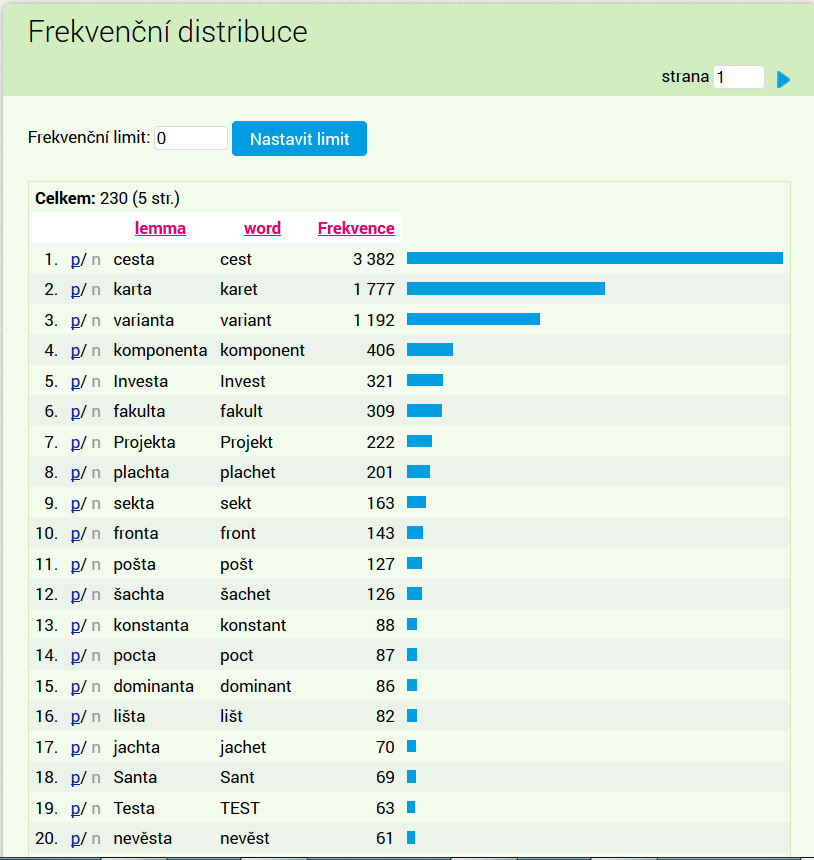 Frekvenční distribuce
strana 1
Frekvenční limit: 0 Nastavit limit
Celkem: 230 (5 str.)
lemma word Frekvence
1. p/ n cesta cest 3 382
2. p/ n karta karet 1 777
3. p/ n varianta variant 1 192
4. p/ n komponenta komponent 406
5. p/ n Investa Invest 321
6. p/ n fakulta fakult 309
7. p/ n Projekta Projekt 222
8. p/ n plachta plachet 201
9. p/ n sekta sekt 163
10. p/ n fronta front 143
11. p/ n pošta pošt 127
12. p/ n šachta šachet 126
13. p/ n konstanta konstant 88
14. p/ n pocta poct 87
15. p/ n dominanta dominant 86
16. p/ n lišta lišt 82
17. p/ n jachta jachet 70
18. p/ n Santa Sant 69
19. p/ n Testa TEST 63
20. p/ n nevěsta nevěst 61